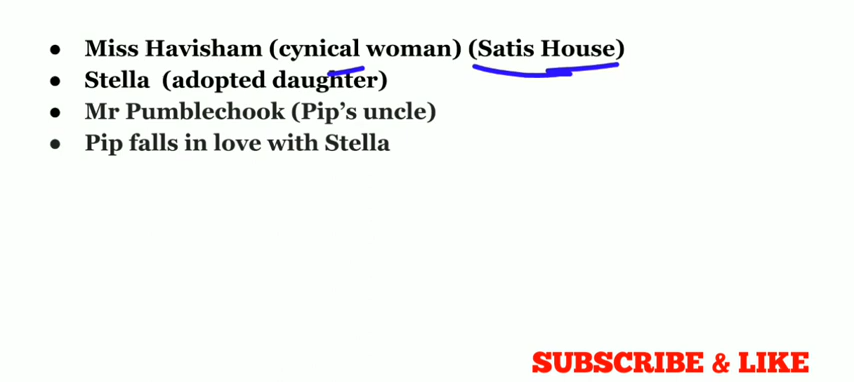 ● Miss Havisham (cynical woman) (Satis House)
● Stella (adopted daughter)
● Mr Pumblechook (Pip’s uncle)
● Pip falls in love with Stella
SUBSCRIBE & LIKE